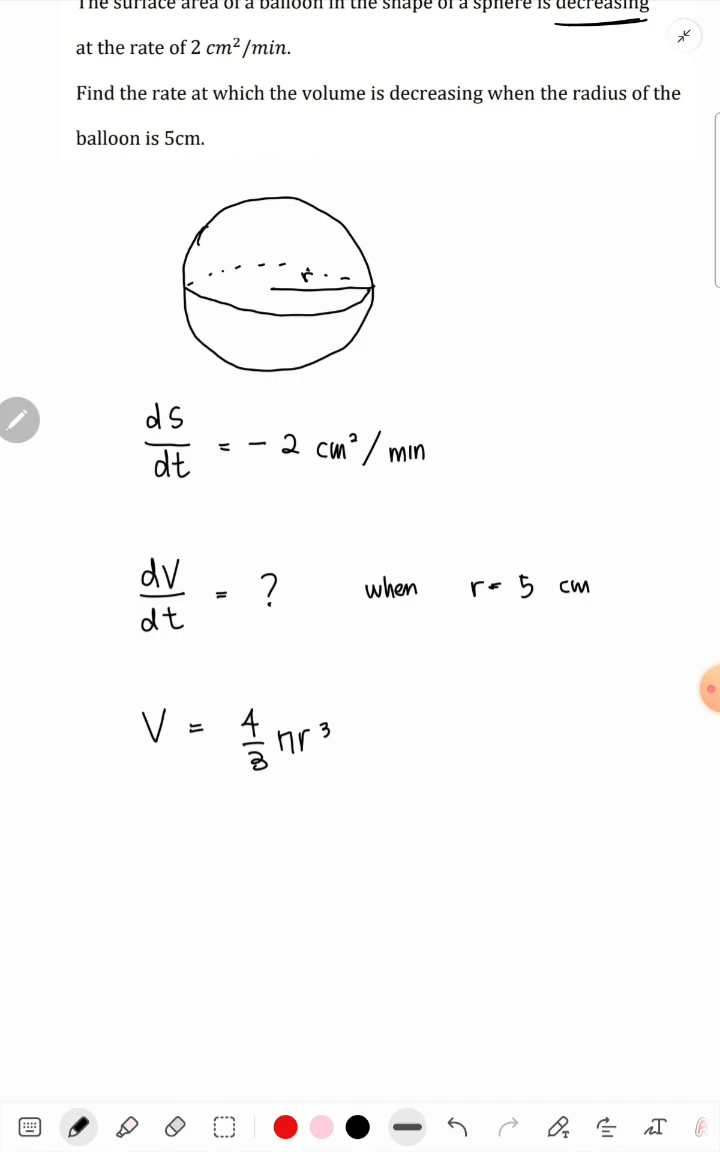 The surface area of a balloon in the shape of a sphere is decreasing
at the rate of 2 cm²/min.
Find the rate at which the volume is decreasing when the radius of the
balloon is 5cm.
r
dS/dt = - 2 cm²/min
dV/dt = ? when r = 5 cm
V = 4/3 πr³